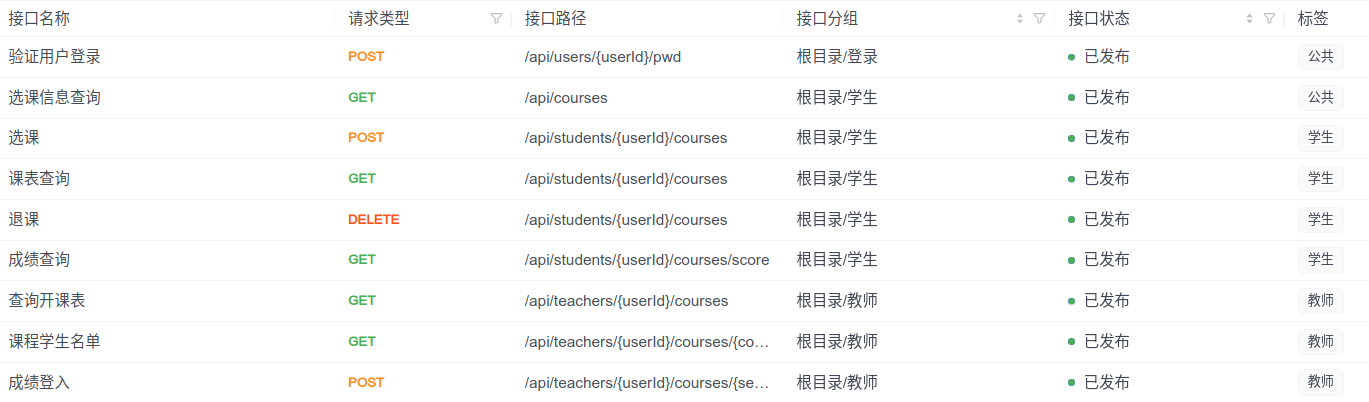 接口名称 请求类型 接口路径 接口分组 接口状态 标签
验证用户登录 POST /api/users/{userId}/pwd 根目录/登录 已发布 公共
选课信息查询 GET /api/courses 根目录/学生 已发布 公共
选课 POST /api/students/{userId}/courses 根目录/学生 已发布 学生
课表查询 GET /api/students/{userId}/courses 根目录/学生 已发布 学生
退课 DELETE /api/students/{userId}/courses 根目录/学生 已发布 学生
成绩查询 GET /api/students/{userId}/courses/score 根目录/学生 已发布 学生
查询开课表 GET /api/teachers/{userId}/courses 根目录/教师 已发布 教师
课程学生名单 GET /api/teachers/{userId}/courses/{co… 根目录/教师 已发布 教师
成绩登入 POST /api/teachers/{userId}/courses/{se… 根目录/教师 已发布 教师